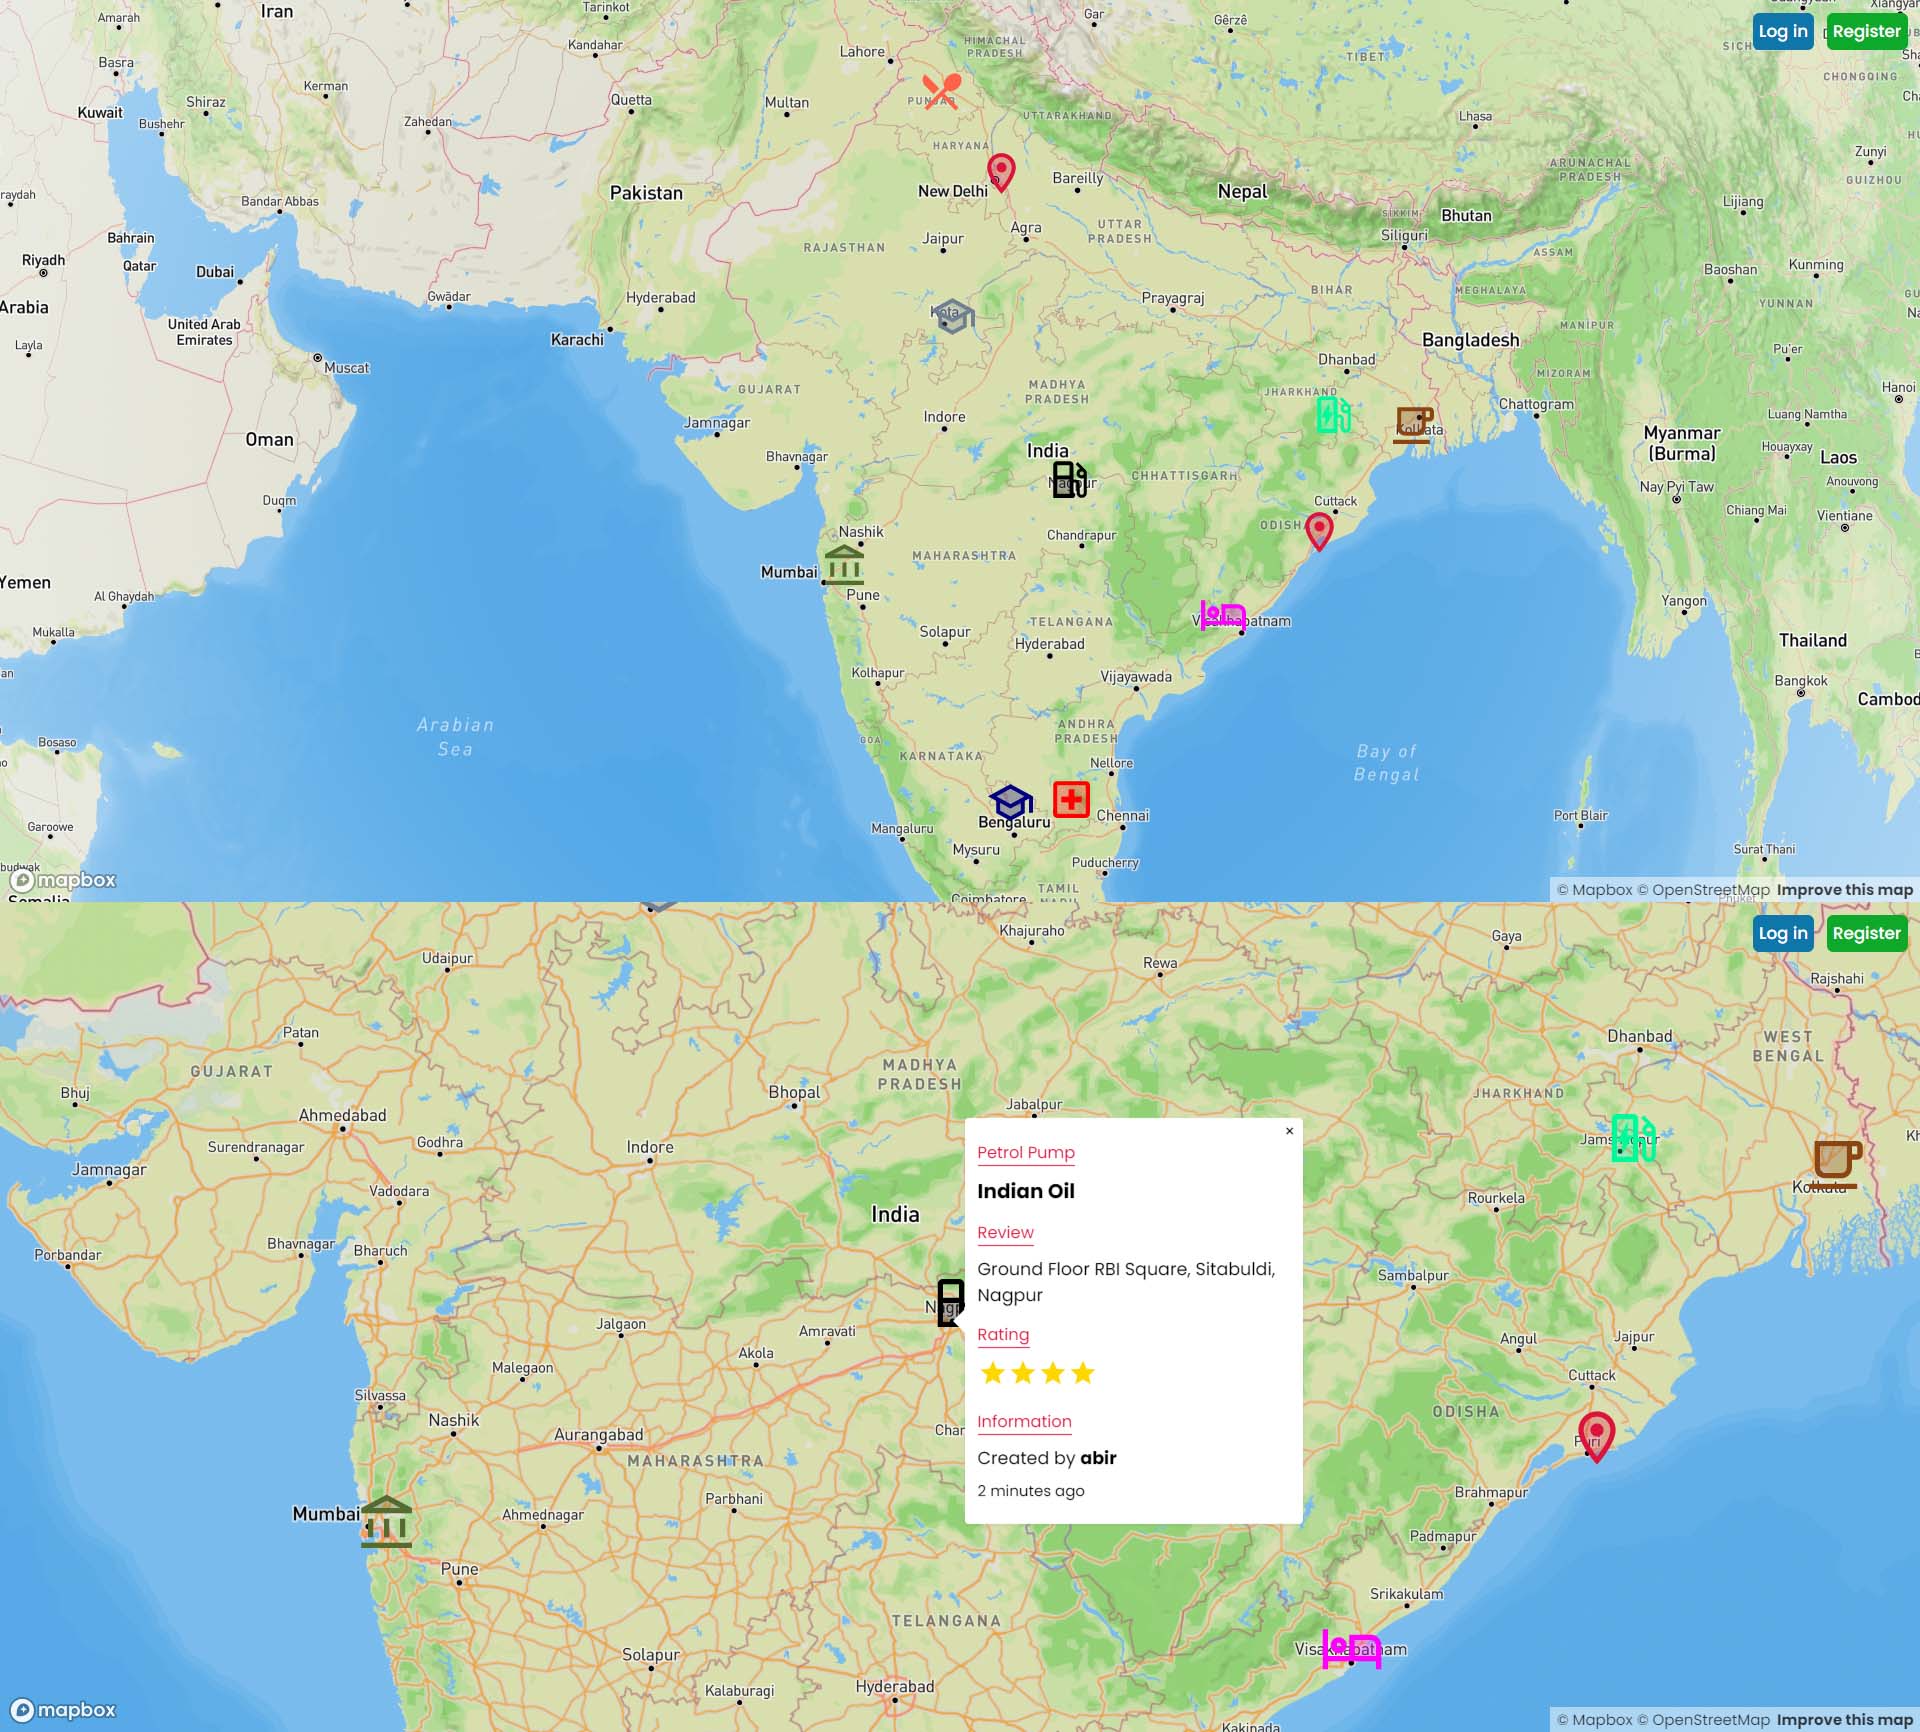 Amarah
Iran
Tarinkot
Gar
Gêrzê
Log in
Register
Basra
Kandahar
Lahore
HIMACHAL
PRADESH
TIBET
CHONGQING
Kuwait
Shiraz
Kerman
Quetta
PUNJAB
Bushehr
Zahedan
Multan
UTTARAKHAND
Lhasa
HARYANA
Zunyi
ARUNACHAL
PRADESH
GUIZHOU
raydah
Bandar Abbas
Pakistan
New Delhi
Bareilly
Nepal
Lijiang
Bahrain
Jaipur
Agra
UTTAR
PRADESH
SIKKIM
Bhutan
Siliguri
Riyadh
Qatar
Dubai
RAJASTHAN
ASSAM
Baoshan
Kunming
Arabia
Gwādar
Hyderabad
Kota
Prayagraj
BIHAR
MEGHALAYA
YUNNAN
United Arab
Emirates
Karachi
MANIPUR
Bangladesh
Layla
Muscat
Dhanbad
Pu'er
GUJARAT
MADHYA
PRADESH
JHARKHAND
MIZORAM
Hanoi
Oman
Jamnagar
Indore
Chattogram
Luang Namtha
Kolkata
Bhavnagar
India
Myanmar
(Burma)
Houayxay
Laos
CHHATTISGARH
Nagpur
Nay Pyi Taw
Anouvong
Duqm
Cuttack
Chiang Mai
Vientiane
Nashik
Chandrapur
ODISHA
MAHARASHTRA
Yemen
Mumbai
Al Ghaydah
Pune
Yangon
Mukalla
Solapur
TELANGANA
Visakhapatnam
Thailand
Hyderabad
Kolhapur
Vijayawada
Bangkok
Cambod
Arabian
Sea
GOA
ANDHRA
PRADESH
Bay of
Bengal
Bosaso
KARNATAKA
Nellore
Garoowe
Mangaluru
Bengaluru
Chennai
Port Blair
Mysuru
Puducherry
Surat Thani
mapbox
TAMIL
NADU
Coimbatore
Somalia
© Mapbox © OpenStreetMap Improve this map
Phuket
Khajuraho
Gaya
Log in
Register
Udaipur
Rewa
Rajshahi
Patan
Dhanbad
WEST
BENGAL
GUJARAT
MADHYA
PRADESH
Bhuj
Bhopal
JHARKHAND
Ahmedabad
Jabalpur
Surendranagar
Godhra
Indore
Jamnagar
Petrol Pump
Vadodara
Indian Oil
Kolkata
Rourkela
India
Review
Porbandar
Bhavnagar
Bharuch
Ground Floor RBI Square, Sitabuldi,
Nagpur
Sambalpur
Jalgaon
Amravati
Rating
Angul
Jajpur
Akola
Malegaon
Cuttack
Silvassa
Nashik
Aurangabad
Information
ODISHA
Puri
MAHARASHTRA
Created by abir
2 minutes ago
Parbhani
Brahmapur
Mumbai
Ahmednagar
Padmapur
Pune
Srikakulam
TELANGANA
Solapur
Visakhapatnam
Kalaburagi
Hyderabad
mapbox
Kakinada
© Mapbox © OpenStreetMap Improve this map